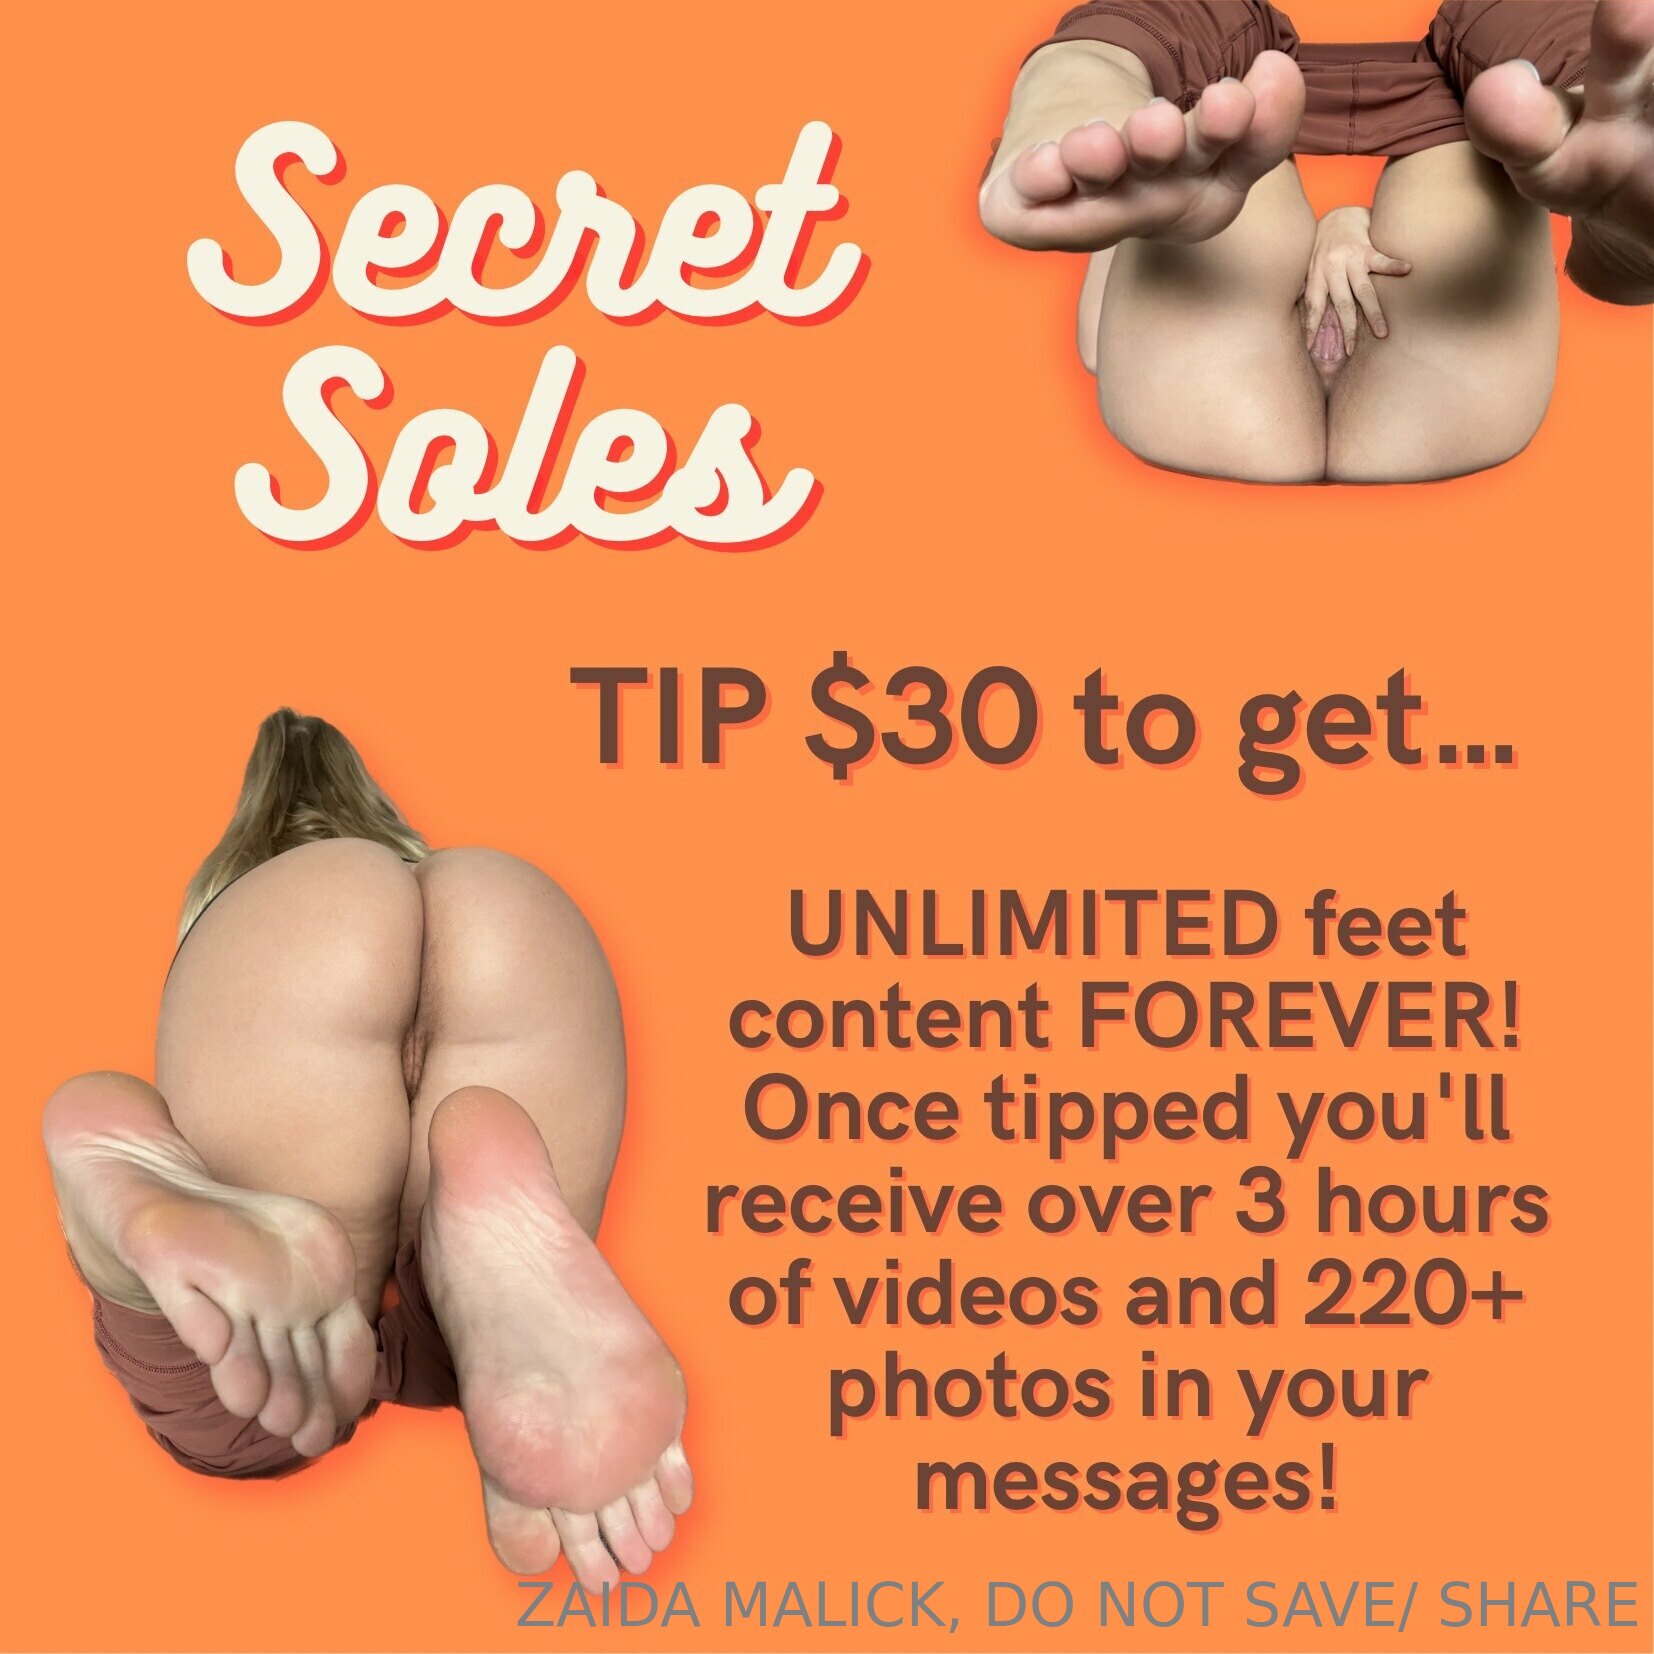 Secret
Soles
TIP $30 to get...
UNLIMITED feet
content FOREVER!
Once tipped you'll
receive over 3 hours
of videos and 220+
photos in your
messages!
ZAIDA MALICK, DO NOT SAVE/ SHARE